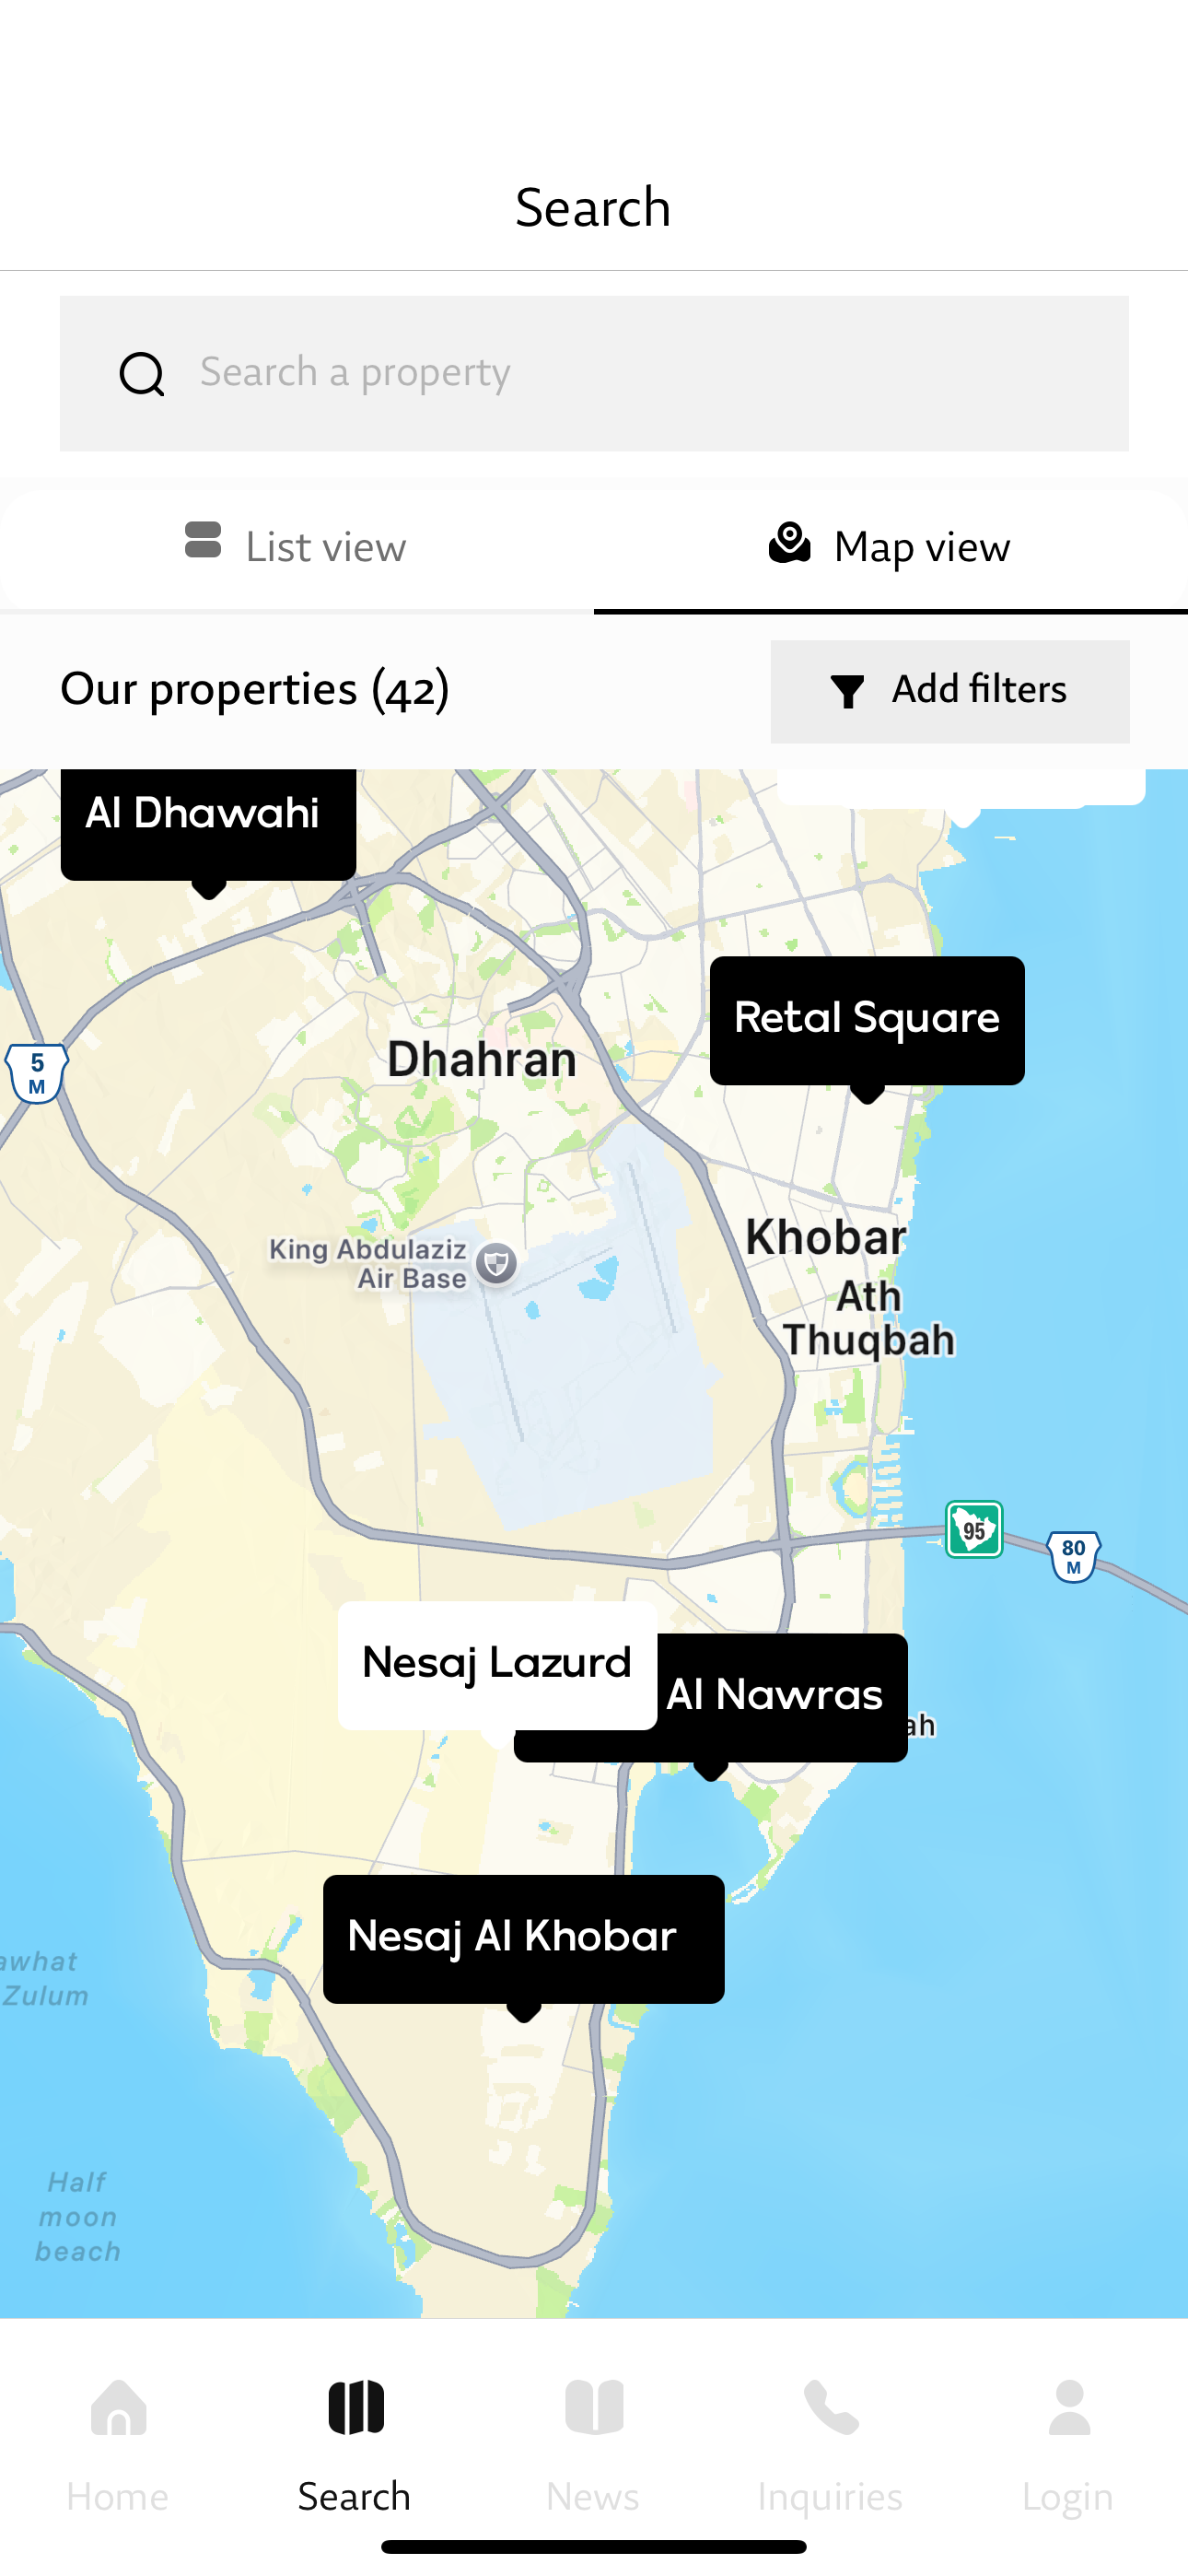 Search
Search a property
List view
Map view
Our properties (42)
Add filters
Al Dhawahi
Retal Square
Dhahran
5
M
King Abdulaziz
Air Base
Khobar
Ath
Thuqbah
95
80
M
Nesaj Lazurd
Al Nawras
Nesaj Al Khobar
Zulum
Half
moon
beach
Home
Search
News
Inquiries
Login